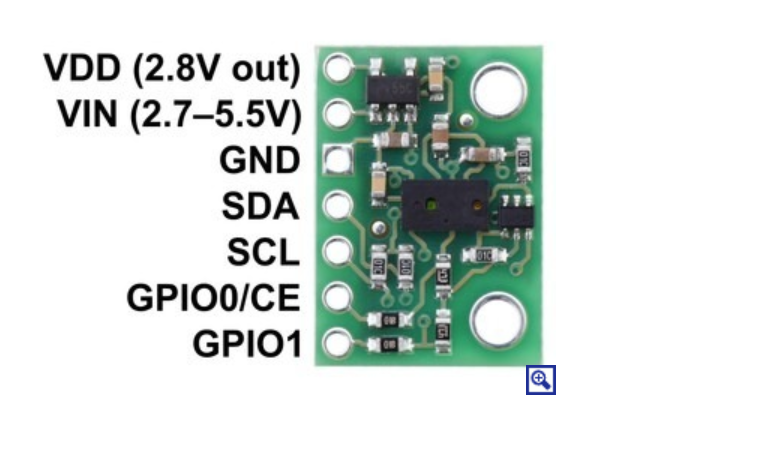 VDD (2.8V out)
VIN (2.7–5.5V)
GND
SDA
SCL
GPIO0/CE
GPIO1